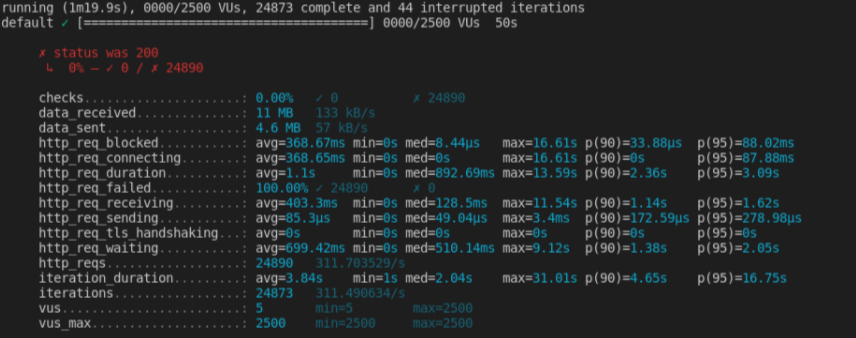 running (1m19.9s), 0000/2500 VUs, 24873 complete and 44 interrupted iterations
default ✓ [======================================] 0000/2500 VUs  50s
✗ status was 200
↳  0% — ✓ 0 / ✗ 24890
checks.....................: 0.00%   ✓ 0          ✗ 24890
data_received..............: 11 MB   133 kB/s
data_sent..................: 4.6 MB  57 kB/s
http_req_blocked...........: avg=368.67ms min=0s med=8.44µs   max=16.61s p(90)=33.88µs  p(95)=88.02ms
http_req_connecting........: avg=368.65ms min=0s med=0s       max=16.61s p(90)=0s       p(95)=87.88ms
http_req_duration..........: avg=1.1s     min=0s med=892.69ms max=13.59s p(90)=2.36s    p(95)=3.09s
http_req_failed............: 100.00% ✓ 24890      ✗ 0
http_req_receiving.........: avg=403.3ms  min=0s med=128.5ms  max=11.54s p(90)=1.14s    p(95)=1.62s
http_req_sending...........: avg=85.3µs   min=0s med=49.04µs  max=3.4ms  p(90)=172.59µs p(95)=278.98µs
http_req_tls_handshaking...: avg=0s       min=0s med=0s       max=0s     p(90)=0s       p(95)=0s
http_req_waiting...........: avg=699.42ms min=0s med=510.14ms max=9.12s  p(90)=1.38s    p(95)=2.05s
http_reqs..................: 24890   311.703529/s
iteration_duration.........: avg=3.84s    min=1s med=2.04s    max=31.01s p(90)=4.65s    p(95)=16.75s
iterations.................: 24873   311.490634/s
vus........................: 5       min=5        max=2500
vus_max....................: 2500    min=2500     max=2500